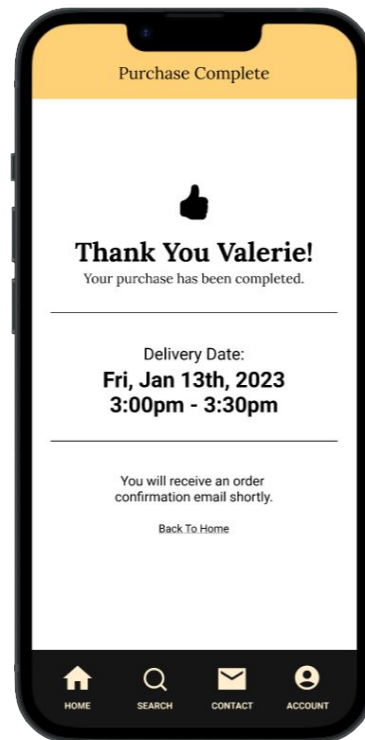 Purchase Complete
Thank You Valerie!
Your purchase has been completed.
Delivery Date:
Fri, Jan 13th, 2023
3:00pm - 3:30pm
You will receive an order
confirmation email shortly.
Back To Home
HOME SEARCH CONTACT ACCOUNT